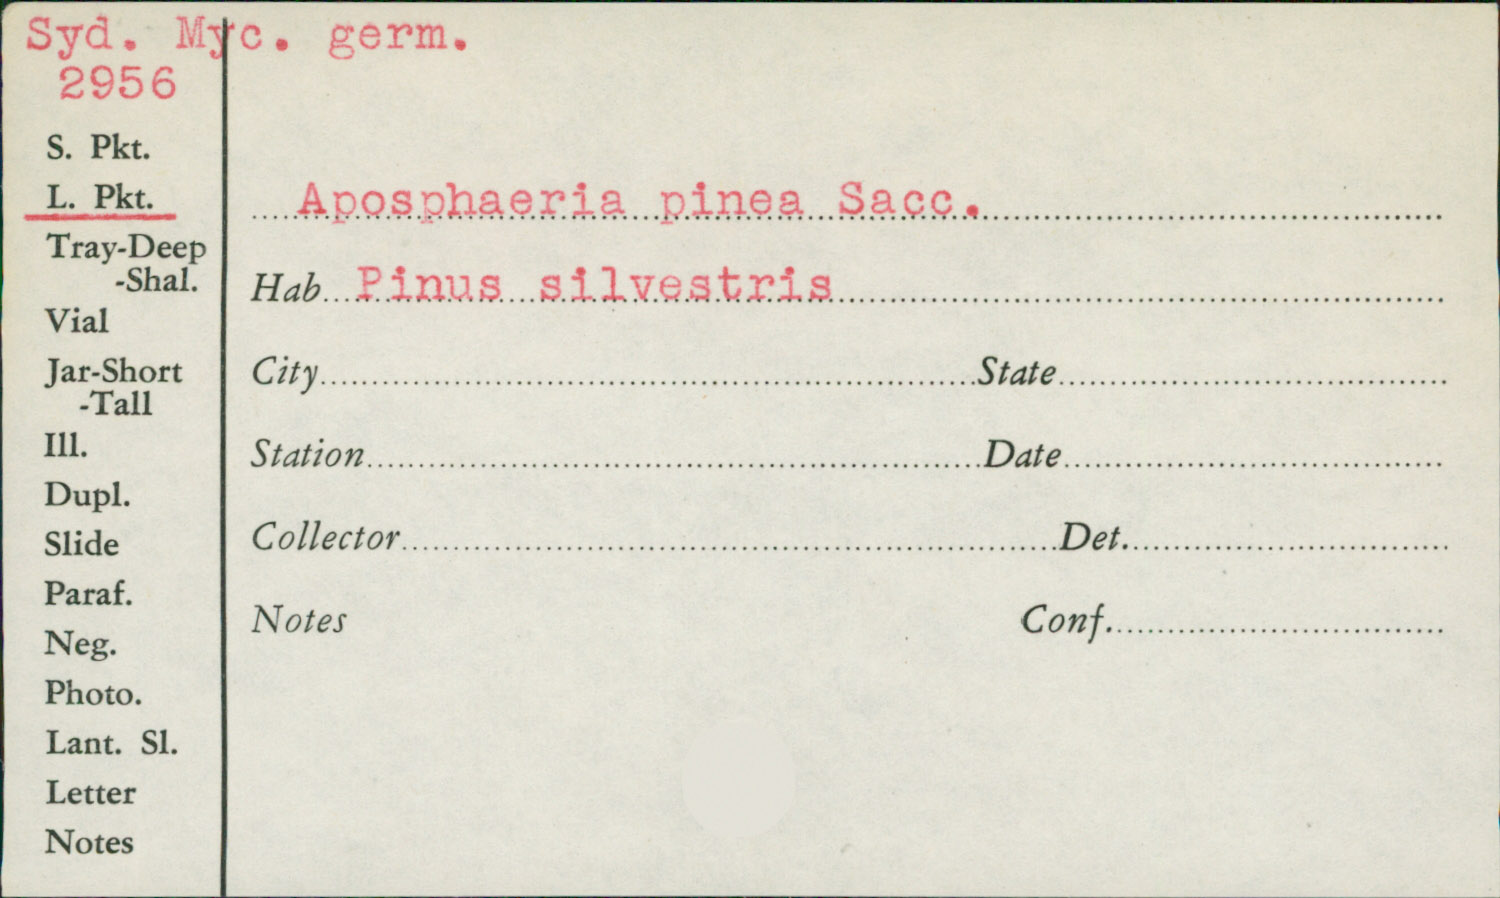 Syd. Myc. germ.
2956
S. Pkt.
L. Pkt.
Tray-Deep
-Shal.
Vial
Jar-Short
-Tall
Ill.
Dupl.
Slide
Paraf.
Neg.
Photo.
Lant. Sl.
Letter
Notes
Aposphaeria pinea Sacc.
Hab Pinus silvestris
City State
Station Date
Collector Det.
Notes Conf.